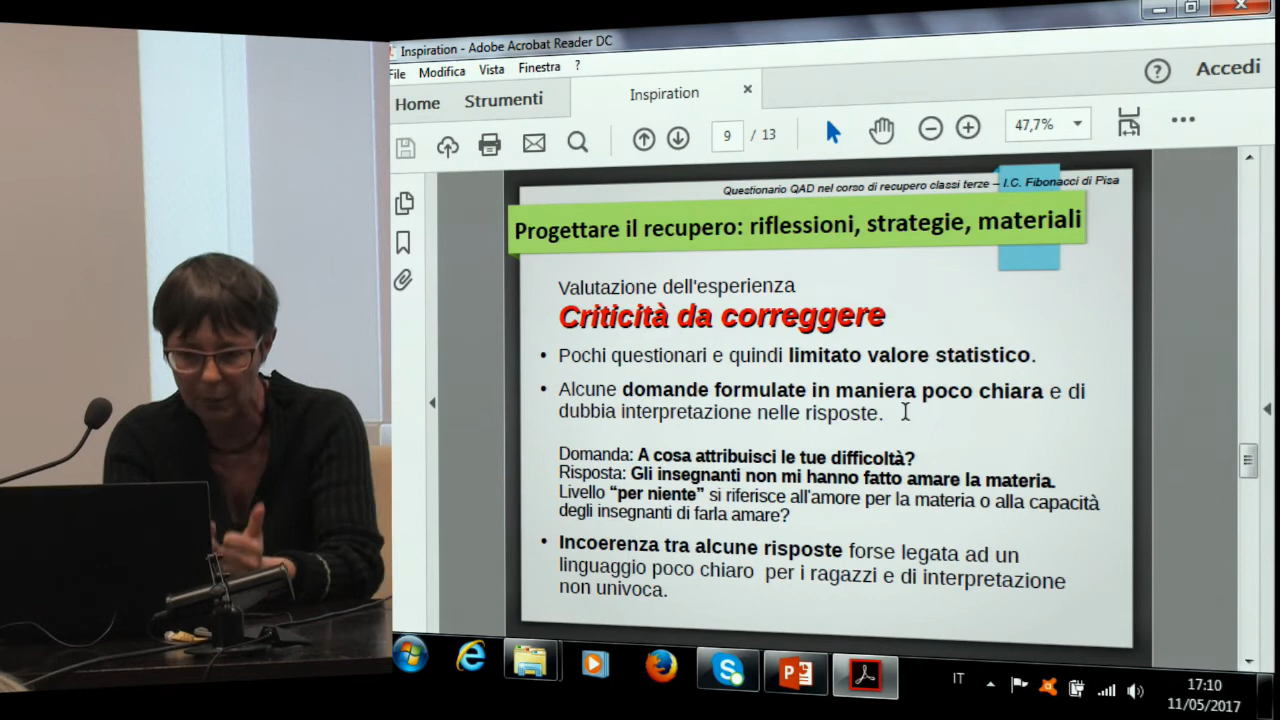 Inspiration - Adobe Acrobat Reader DC
File Modifica Vista Finestra ?
Home Strumenti Inspiration × Accedi
9 / 13 47,7%
Questionario QAD nel corso di recupero classi terze – I.C. Fibonacci di Pisa
Progettare il recupero: riflessioni, strategie, materiali
Valutazione dell'esperienza
Criticità da correggere
• Pochi questionari e quindi limitato valore statistico.
• Alcune domande formulate in maniera poco chiara e di
dubbia interpretazione nelle risposte.
Domanda: A cosa attribuisci le tue difficoltà?
Risposta: Gli insegnanti non mi hanno fatto amare la materia.
Livello “per niente” si riferisce all'amore per la materia o alla capacità
degli insegnanti di farla amare?
• Incoerenza tra alcune risposte forse legata ad un
linguaggio poco chiaro per i ragazzi e di interpretazione
non univoca.
IT 17:10
11/05/2017